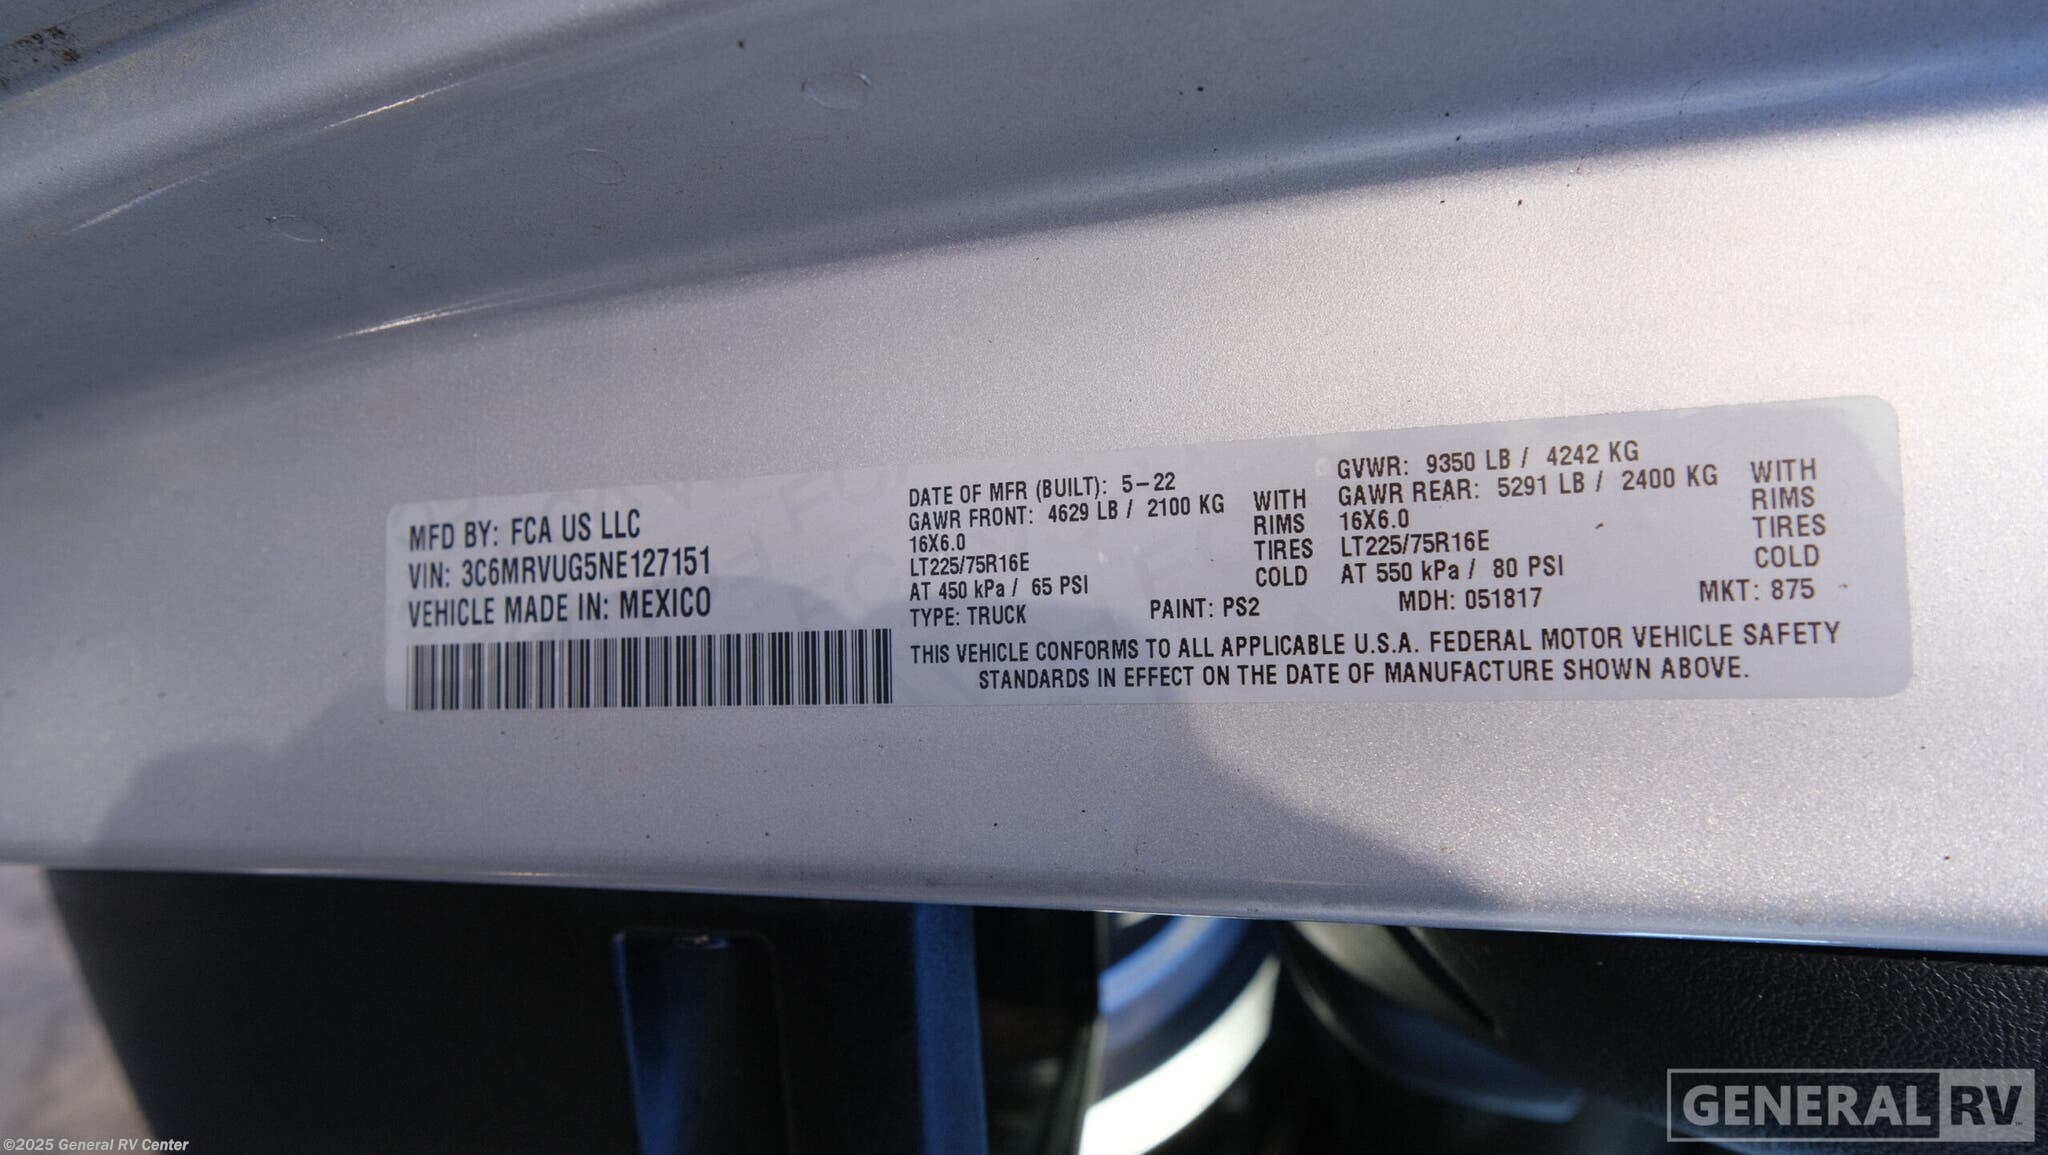 MFD BY: FCA US LLC
VIN: 3C6MRVUG5NE127151
VEHICLE MADE IN: MEXICO
DATE OF MFR (BUILT): 5-22
GAWR FRONT: 4629 LB / 2100 KG WITH
16X6.0 RIMS
LT225/75R16E TIRES
AT 450 kPa / 65 PSI COLD
GVWR: 9350 LB / 4242 KG
GAWR REAR: 5291 LB / 2400 KG WITH
16X6.0 RIMS
LT225/75R16E TIRES
AT 550 kPa / 80 PSI COLD
TYPE: TRUCK PAINT: PS2 MDH: 051817 MKT: 875
THIS VEHICLE CONFORMS TO ALL APPLICABLE U.S.A. FEDERAL MOTOR VEHICLE SAFETY
STANDARDS IN EFFECT ON THE DATE OF MANUFACTURE SHOWN ABOVE.
GENERAL RV
©2025 General RV Center